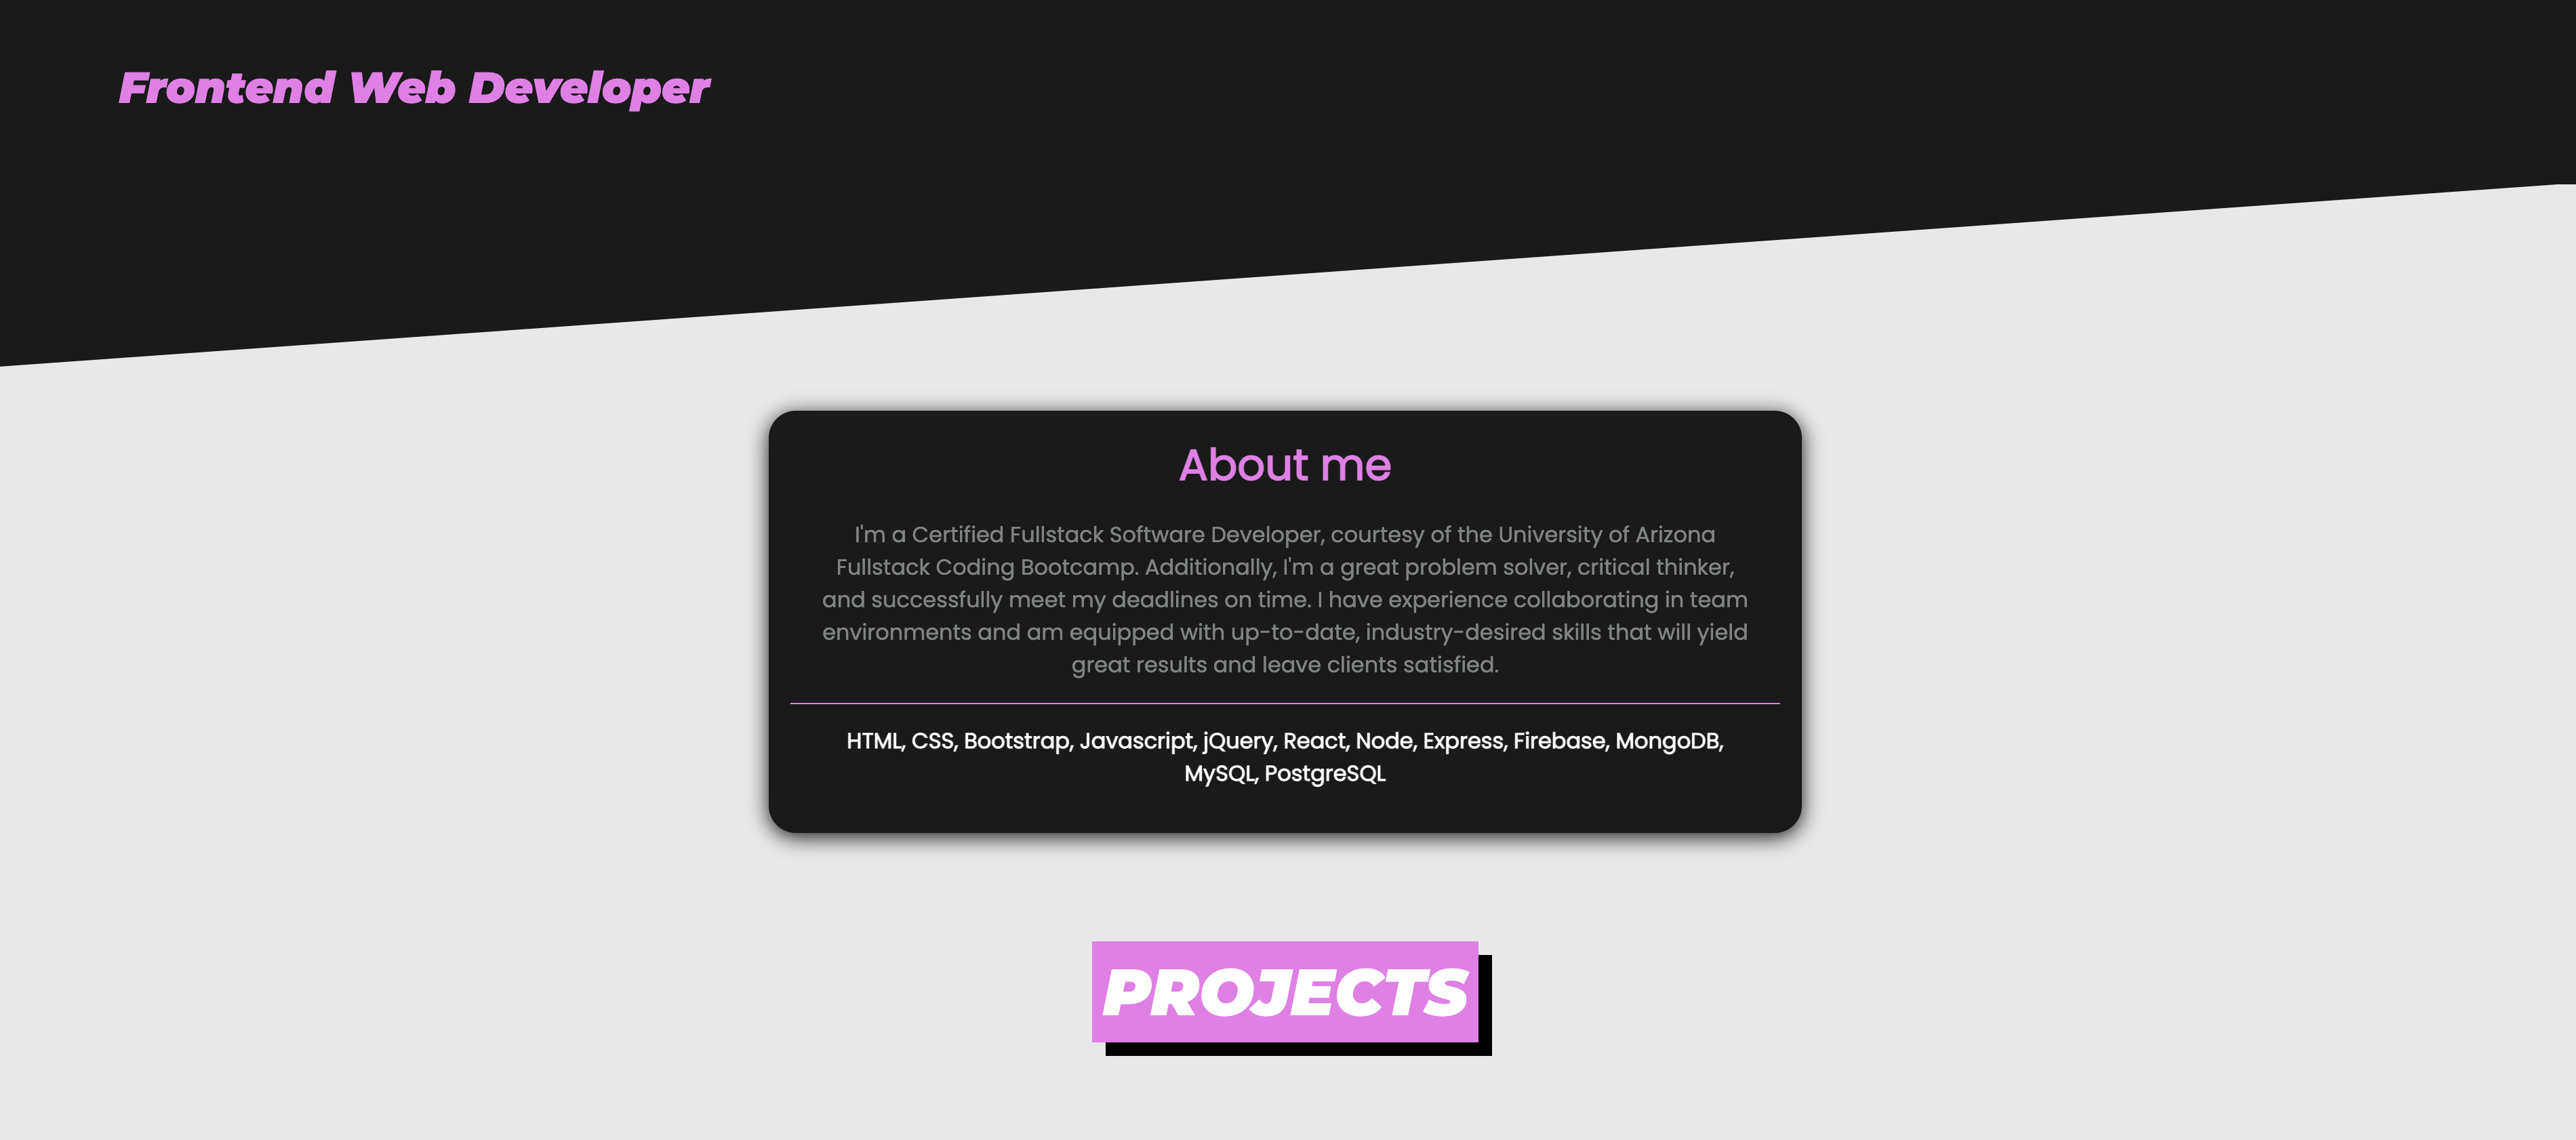 Frontend Web Developer
About me
I'm a Certified Fullstack Software Developer, courtesy of the University of Arizona
Fullstack Coding Bootcamp. Additionally, I'm a great problem solver, critical thinker,
and successfully meet my deadlines on time. I have experience collaborating in team
environments and am equipped with up-to-date, industry-desired skills that will yield
great results and leave clients satisfied.
HTML, CSS, Bootstrap, Javascript, jQuery, React, Node, Express, Firebase, MongoDB,
MySQL, PostgreSQL
PROJECTS